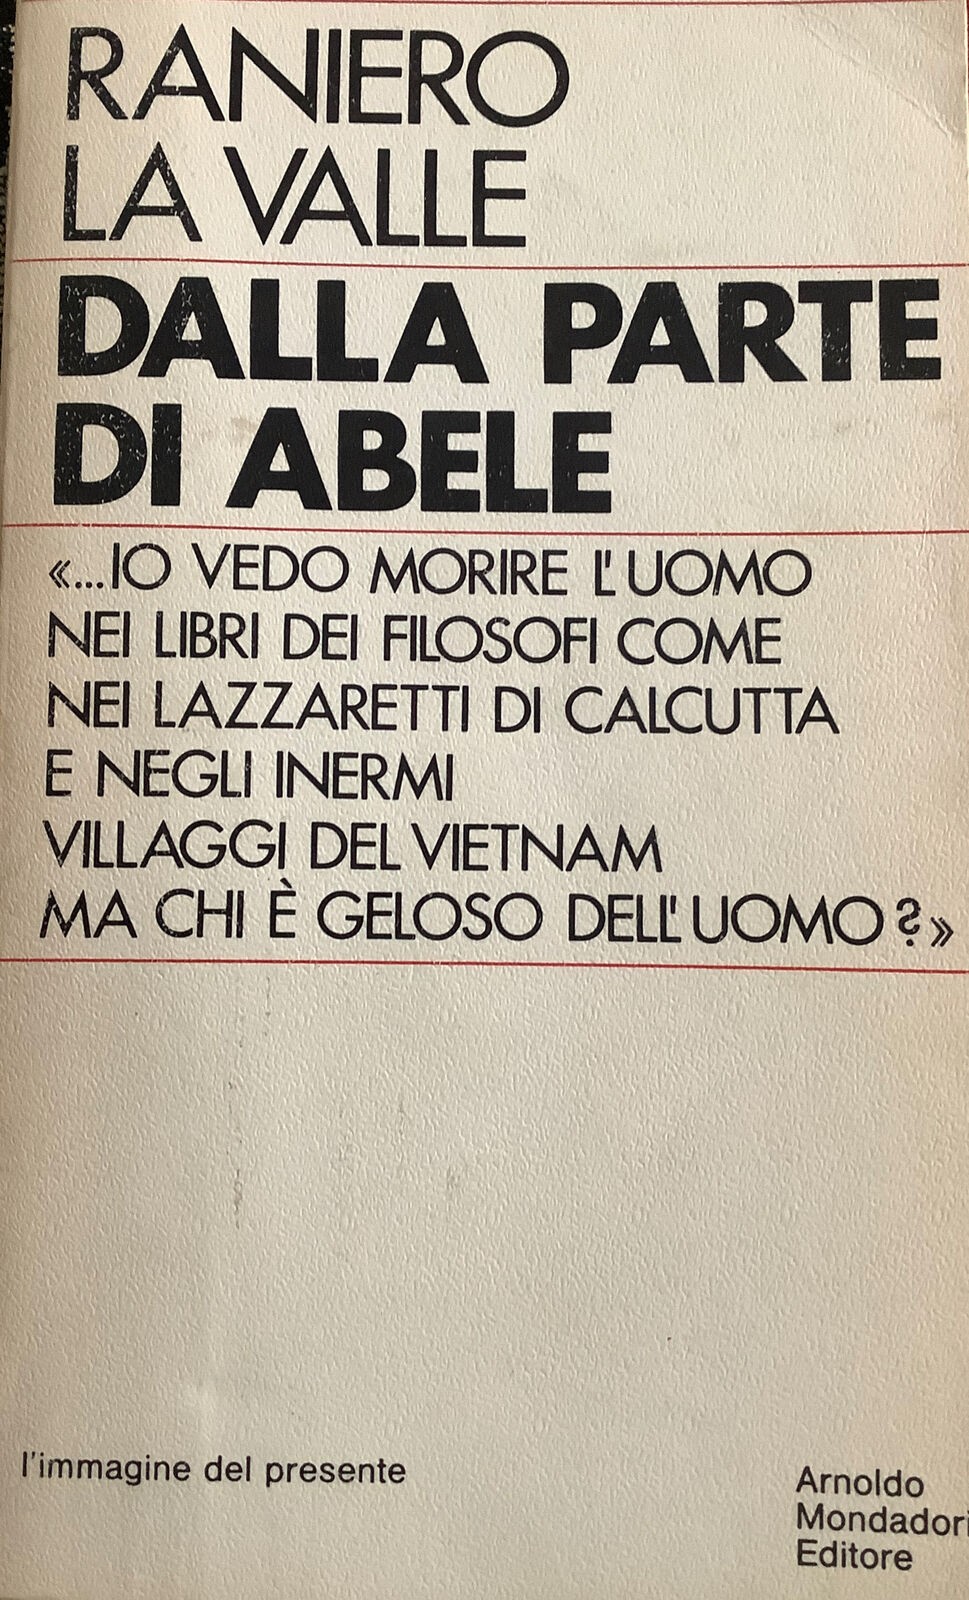 RANIERO
LA VALLE
DALLA PARTE
DI ABELE
«...IO VEDO MORIRE L'UOMO
NEI LIBRI DEI FILOSOFI COME
NEI LAZZARETTI DI CALCUTTA
E NEGLI INERMI
VILLAGGI DEL VIETNAM
MA CHI È GELOSO DELL'UOMO?»
l'immagine del presente
Arnoldo
Mondadori
Editore